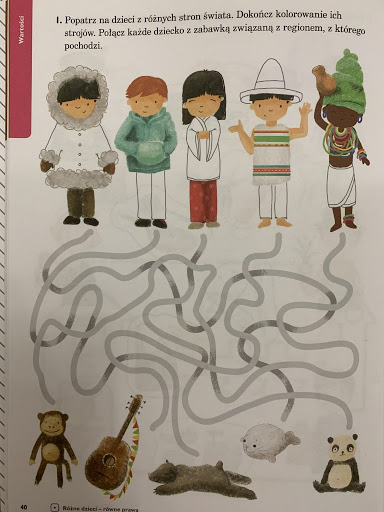 Wartości
1. Popatrz na dzieci z różnych stron świata. Dokończ kolorowanie ich
strojów. Połącz każde dziecko z zabawką związaną z regionem, z którego
pochodzi.
40
Różne dzieci – równe prawa